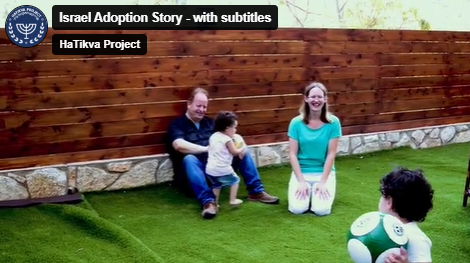 Israel Adoption Story - with subtitles
HaTikva Project